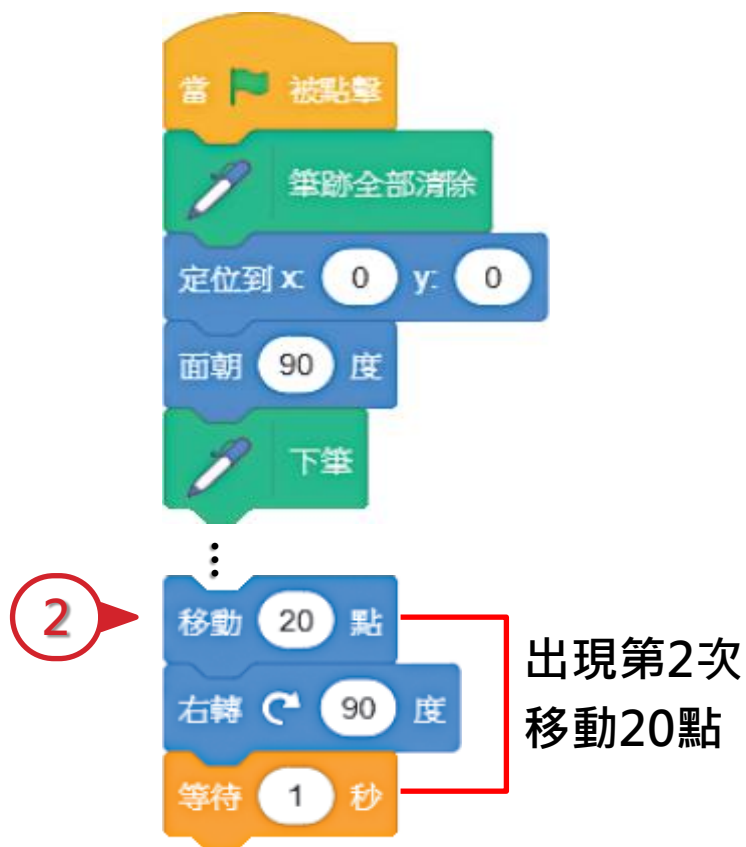 當 被點擊
筆跡全部清除
定位到 x: 0 y: 0
面朝 90 度
下筆
⋮
2 移動 20 點
右轉 90 度
等待 1 秒
出現第2次
移動20點